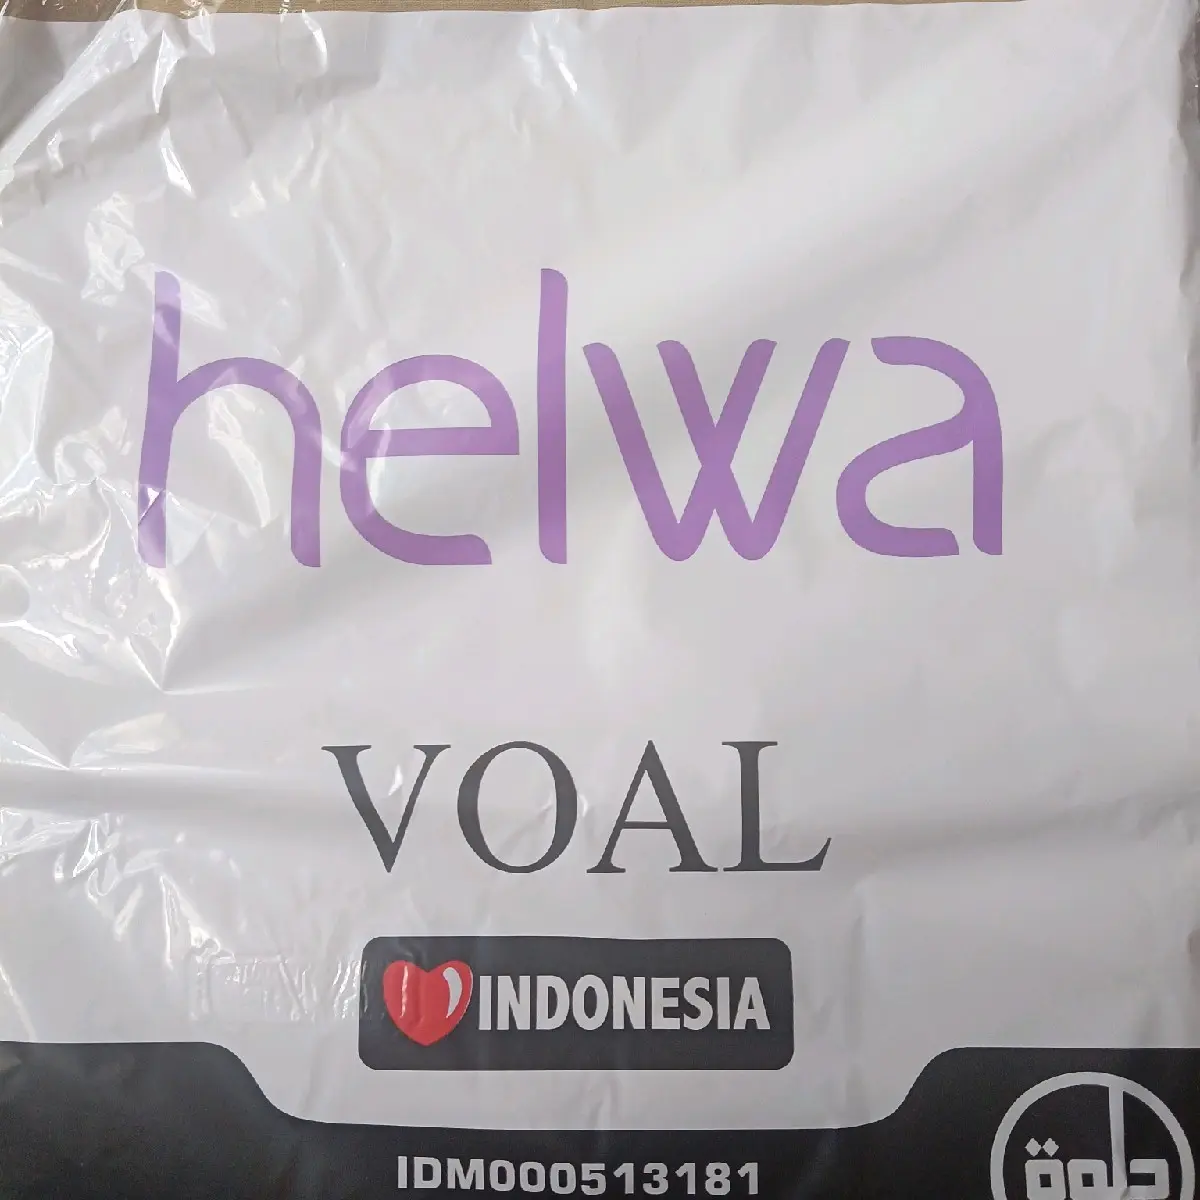 helwa
VOAL
INDONESIA
IDM000513181
حلوة